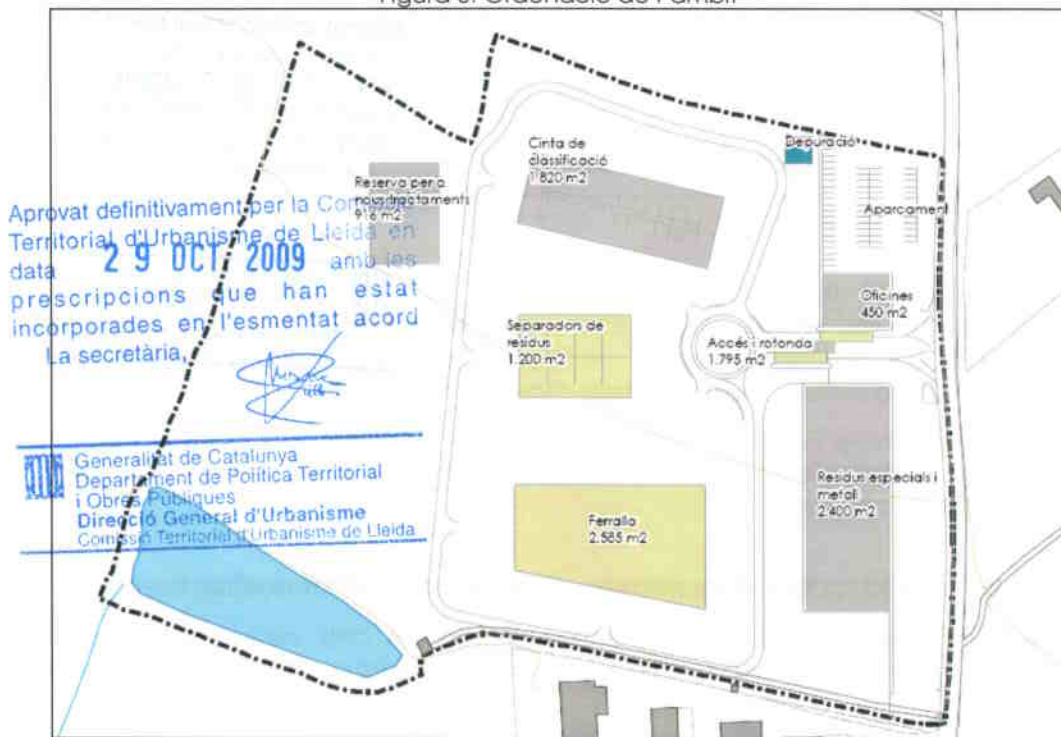 Figura 6. Ordenació de l'àmbit
Cinta de
classificació
1.820 m2
Depuració
Reserva per a
nous tractaments
916 m2
Aparcament
Aprovat definitivament per la Comissió
Territorial d'Urbanisme de Lleida en
data 29 OCT 2009 amb les
prescripcions que han estat
incorporades en l'esmentat acord
La secretària,
Oficines
450 m2
Separadon de
residus
1.200 m2
Accés i rotonda
1.795 m2
Generalitat de Catalunya
Departament de Política Territorial
i Obres Públiques
Direcció General d'Urbanisme
Comissió Territorial d'Urbanisme de Lleida
Residus especials i
metall
2.400 m2
Ferralla
2.585 m2